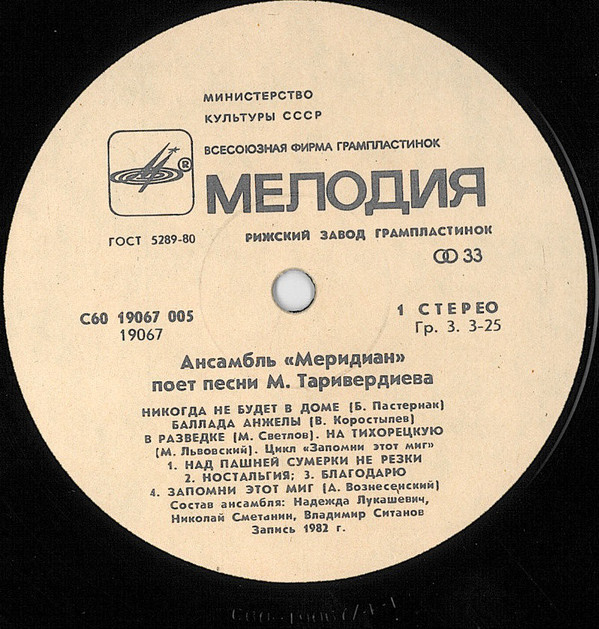 МИНИСТЕРСТВО
КУЛЬТУРЫ СССР
ВСЕСОЮЗНАЯ ФИРМА ГРАМПЛАСТИНОК
®
МЕЛОДИЯ
ГОСТ 5289-80
РИЖСКИЙ ЗАВОД ГРАМПЛАСТИНОК
33
С60 19067 005
19067
1 СТЕРЕО
Гр. 3. 3-25
Ансамбль «Меридиан»
поет песни М. Таривердиева
НИКОГДА НЕ БУДЕТ В ДОМЕ (Б. Пастернак)
БАЛЛАДА АНЖЕЛЫ (В. Коростылев)
В РАЗВЕДКЕ (М. Светлов). НА ТИХОРЕЦКУЮ
(М. Львовский). Цикл «Запомни этот миг»
1. НАД ПАШНЕЙ СУМЕРКИ НЕ РЕЗКИ
2. НОСТАЛЬГИЯ; 3. БЛАГОДАРЮ
4. ЗАПОМНИ ЭТОТ МИГ (А. Вознесенский)
Состав ансамбля: Надежда Лукашевич,
Николай Сметанин, Владимир Ситанов
Запись 1982 г.